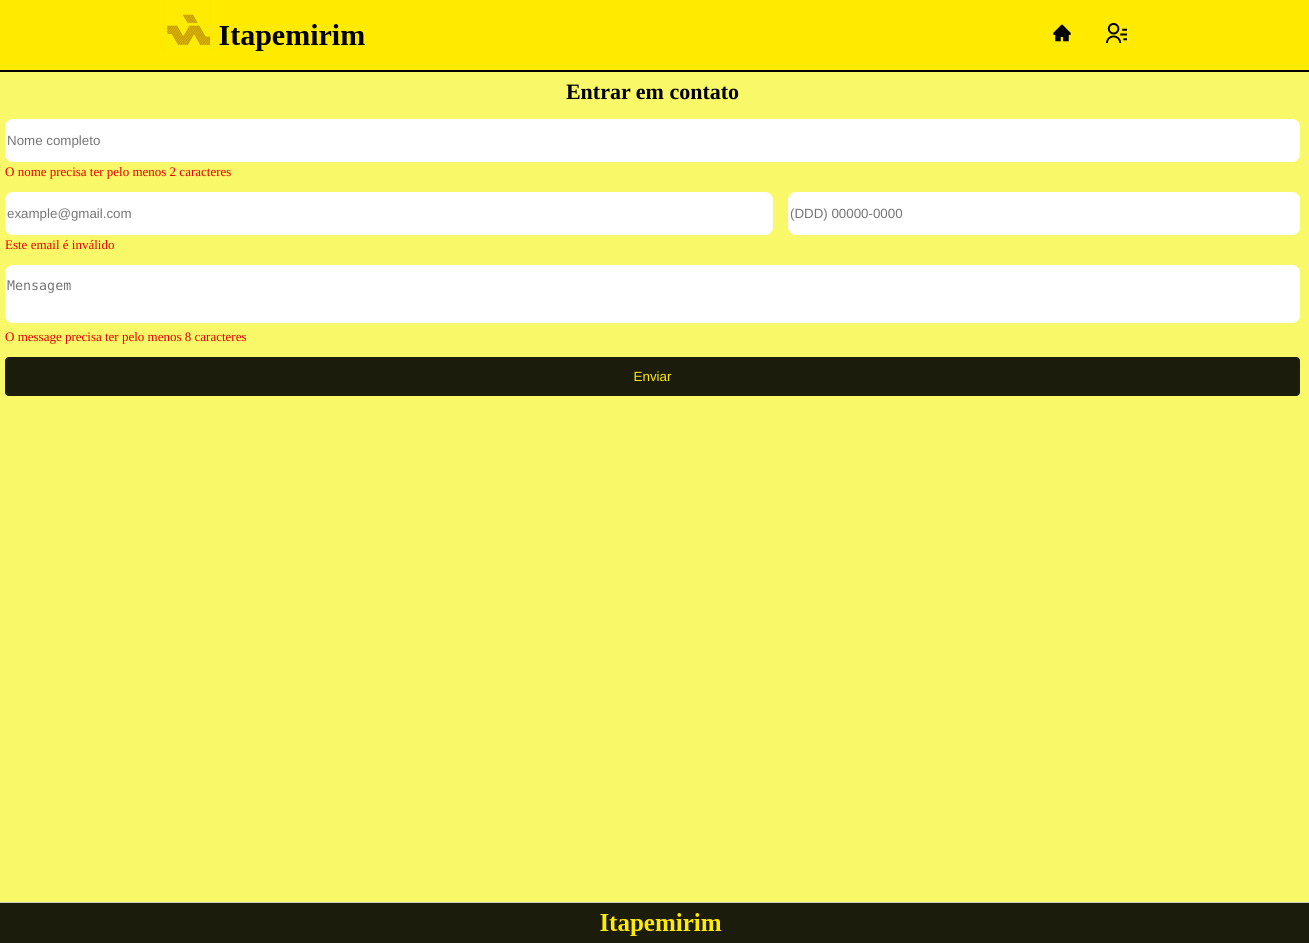 Itapemirim
Entrar em contato
Nome completo
O nome precisa ter pelo menos 2 caracteres
example@gmail.com (DDD) 00000-0000
Este email é inválido
Mensagem
O message precisa ter pelo menos 8 caracteres
Enviar
Itapemirim